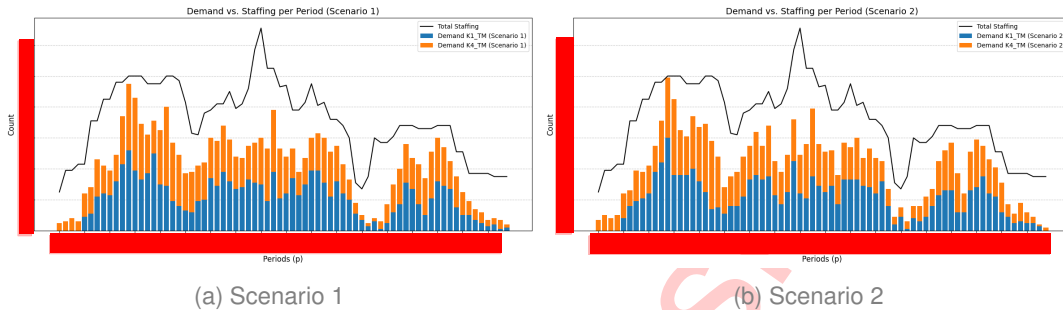 Demand vs. Staffing per Period (Scenario 1)
Total Staffing
Demand K1_TM (Scenario 1)
Demand K4_TM (Scenario 1)
Count
Periods (p)
(a) Scenario 1
Demand vs. Staffing per Period (Scenario 2)
Total Staffing
Demand K1_TM (Scenario 2)
Demand K4_TM (Scenario 2)
Count
Periods (p)
(b) Scenario 2